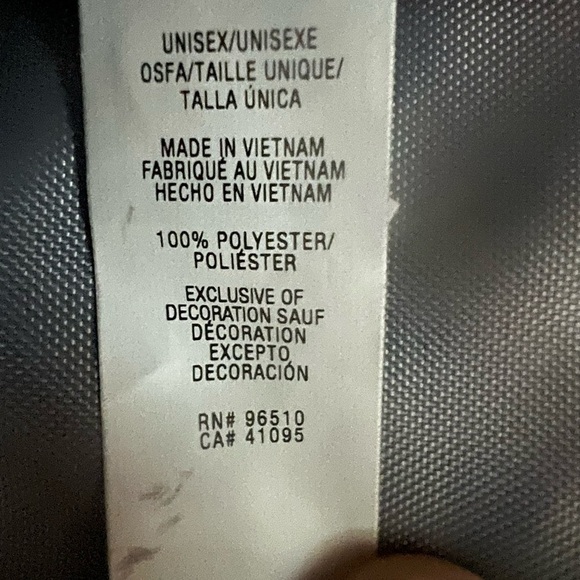 UNISEX/UNISEXE
OSFA/TAILLE UNIQUE/
TALLA ÚNICA
MADE IN VIETNAM
FABRIQUÉ AU VIETNAM
HECHO EN VIETNAM
100% POLYESTER/
POLIÉSTER
EXCLUSIVE OF
DECORATION SAUF
DÉCORATION
EXCEPTO
DECORACIÓN
RN# 96510
CA# 41095